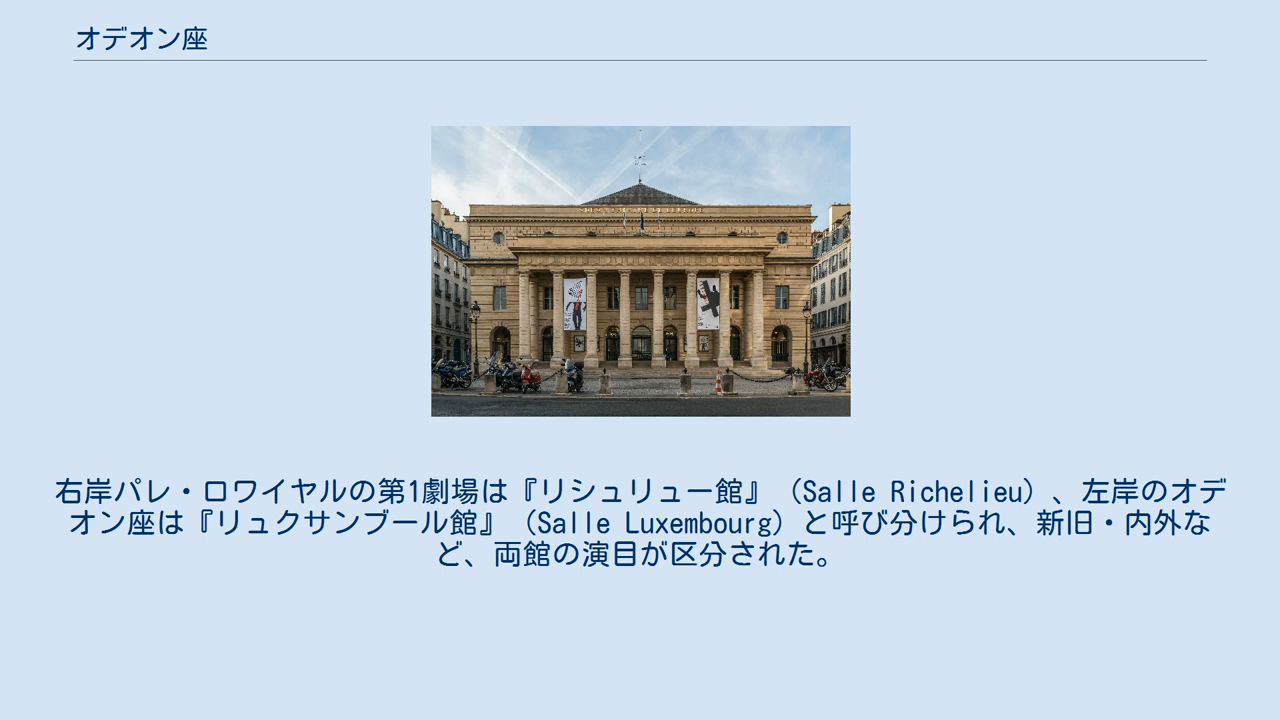 オデオン座
右岸パレ・ロワイヤルの第1劇場は『リシュリュー館』（Salle Richelieu）、左岸のオデ
オン座は『リュクサンブール館』（Salle Luxembourg）と呼び分けられ、新旧・内外な
ど、両館の演目が区分された。